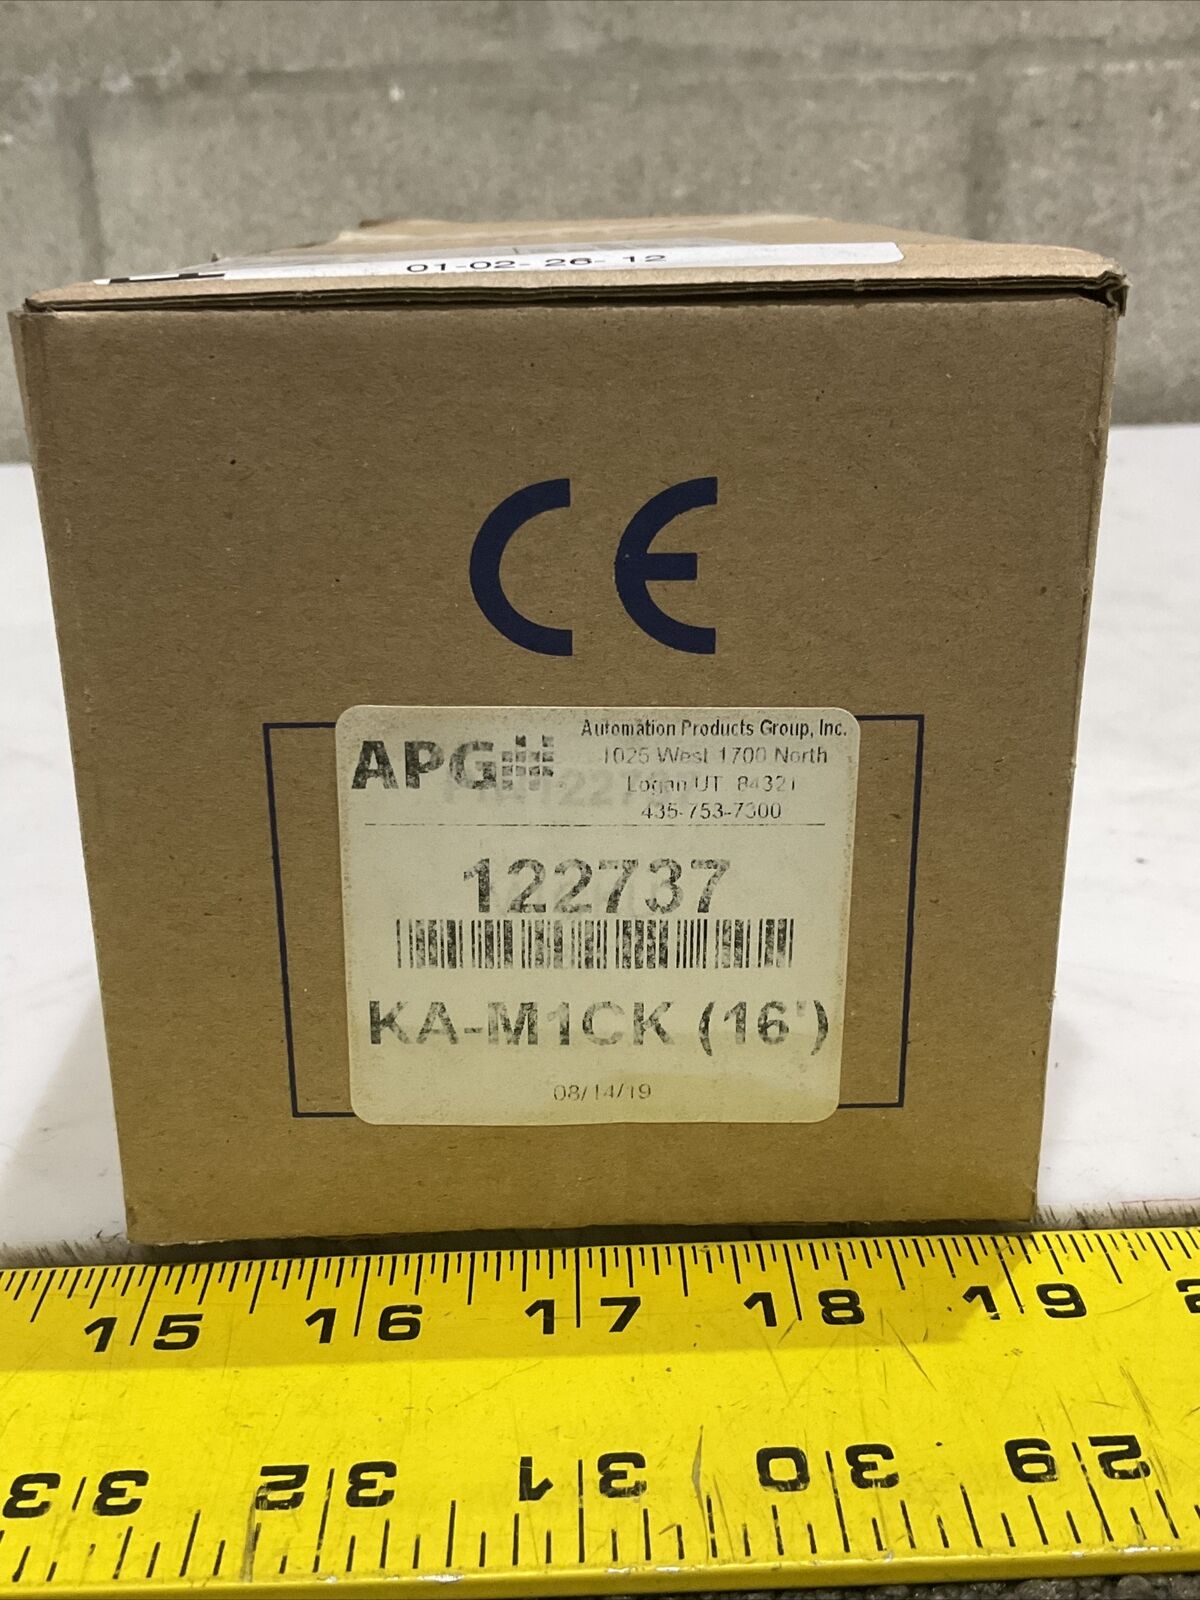 01-02- 26- 12
CE
APG
Automation Products Group, Inc.
1025 West 1700 North
Logan UT 84321
435-753-7300
122737
KA-M1CK (16')
08/14/19
15 16 17 18 19
33 32 31 30 29